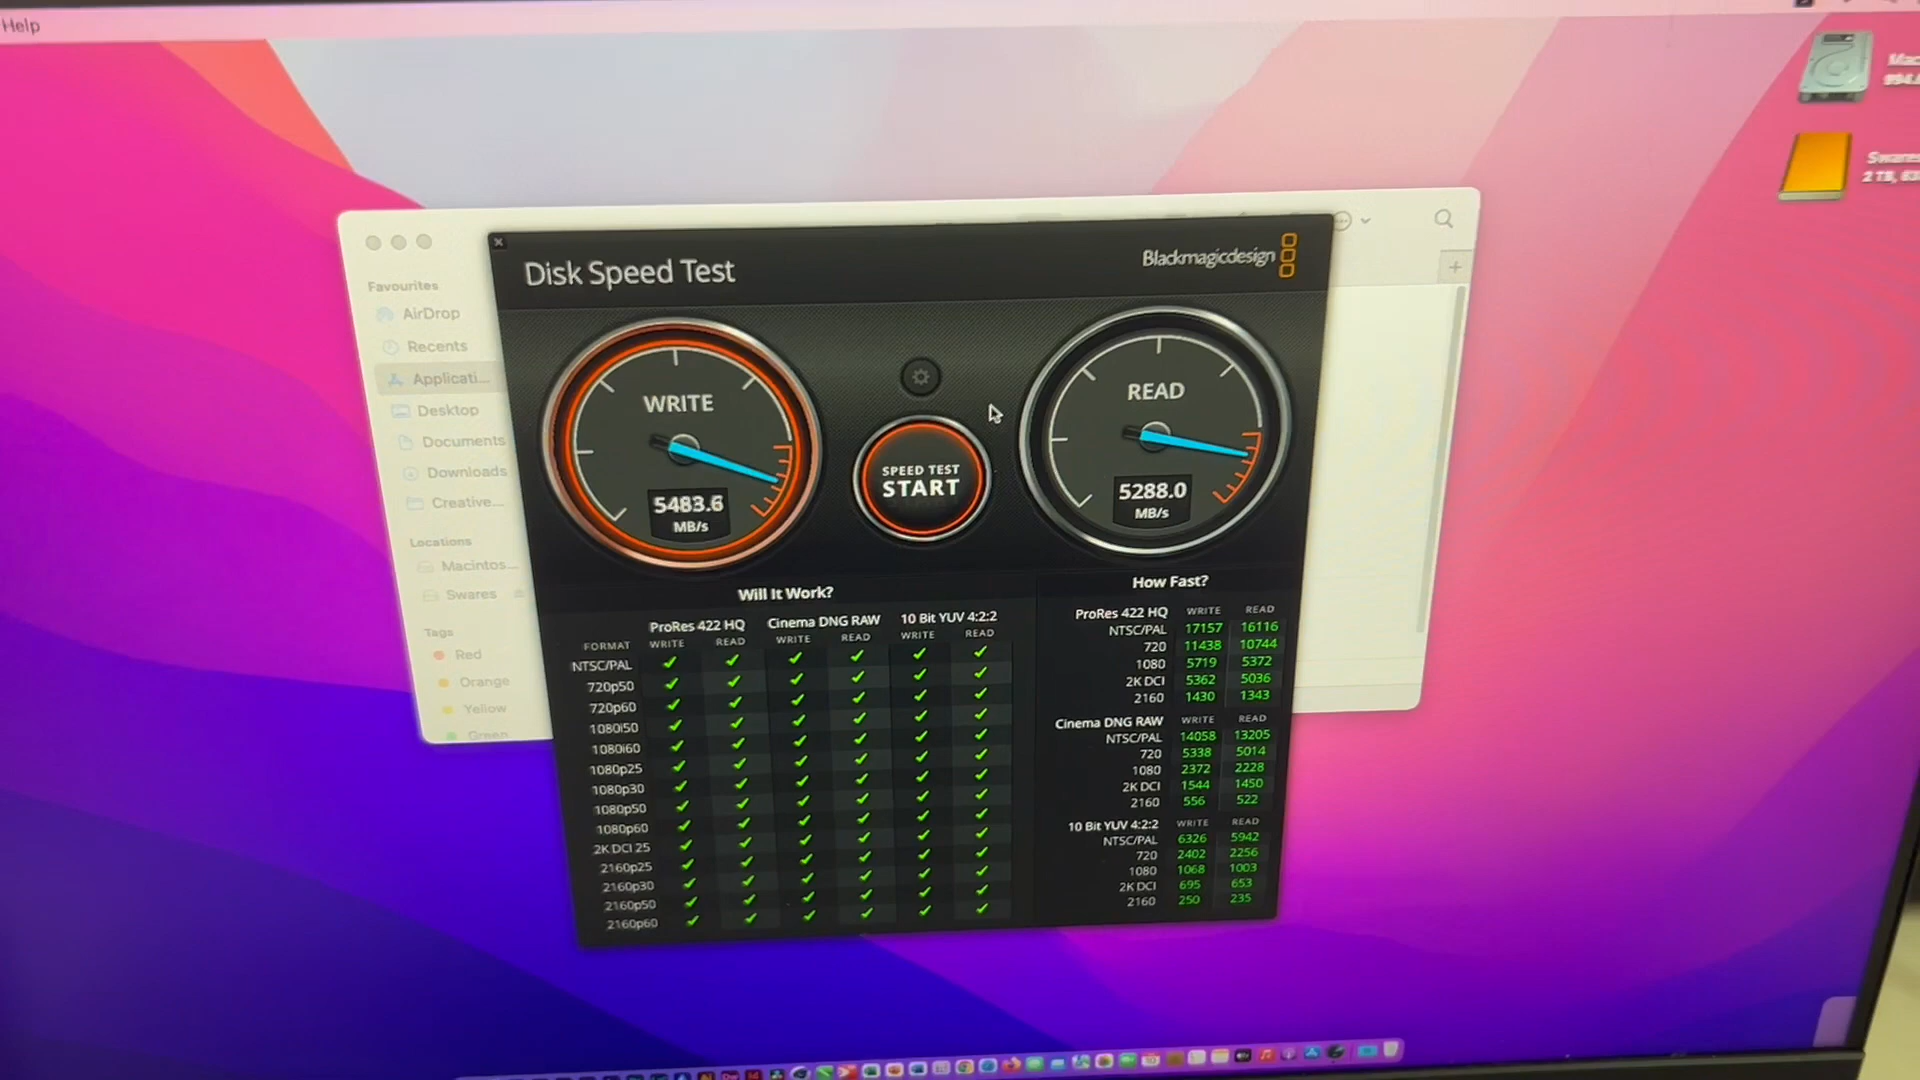 Help
Mac
994.
Swares
2 TB, 63
Favourites
AirDrop
Recents
Applicati...
Desktop
Documents
Downloads
Creative...
Locations
Macintos...
Swares
Tags
Red
Orange
Yellow
Green
Disk Speed Test
Blackmagicdesign
WRITE
5483.6
MB/s
SPEED TEST
START
READ
5288.0
MB/s
Will It Work?
ProRes 422 HQ Cinema DNG RAW 10 Bit YUV 4:2:2
FORMAT WRITE READ WRITE READ WRITE READ
NTSC/PAL ✓ ✓ ✓ ✓ ✓ ✓
720p50 ✓ ✓ ✓ ✓ ✓ ✓
720p60 ✓ ✓ ✓ ✓ ✓ ✓
1080i50 ✓ ✓ ✓ ✓ ✓ ✓
1080i60 ✓ ✓ ✓ ✓ ✓ ✓
1080p25 ✓ ✓ ✓ ✓ ✓ ✓
1080p30 ✓ ✓ ✓ ✓ ✓ ✓
1080p50 ✓ ✓ ✓ ✓ ✓ ✓
1080p60 ✓ ✓ ✓ ✓ ✓ ✓
2K DCI 25 ✓ ✓ ✓ ✓ ✓ ✓
2160p25 ✓ ✓ ✓ ✓ ✓ ✓
2160p30 ✓ ✓ ✓ ✓ ✓ ✓
2160p50 ✓ ✓ ✓ ✓ ✓ ✓
2160p60 ✓ ✓ ✓ ✓ ✓ ✓
How Fast?
ProRes 422 HQ WRITE READ
NTSC/PAL 17157 16116
720 11438 10744
1080 5719 5372
2K DCI 5362 5036
2160 1430 1343
Cinema DNG RAW WRITE READ
NTSC/PAL 14058 13205
720 5338 5014
1080 2372 2228
2K DCI 1544 1450
2160 556 522
10 Bit YUV 4:2:2 WRITE READ
NTSC/PAL 6326 5942
720 2402 2256
1080 1068 1003
2K DCI 695 653
2160 250 235